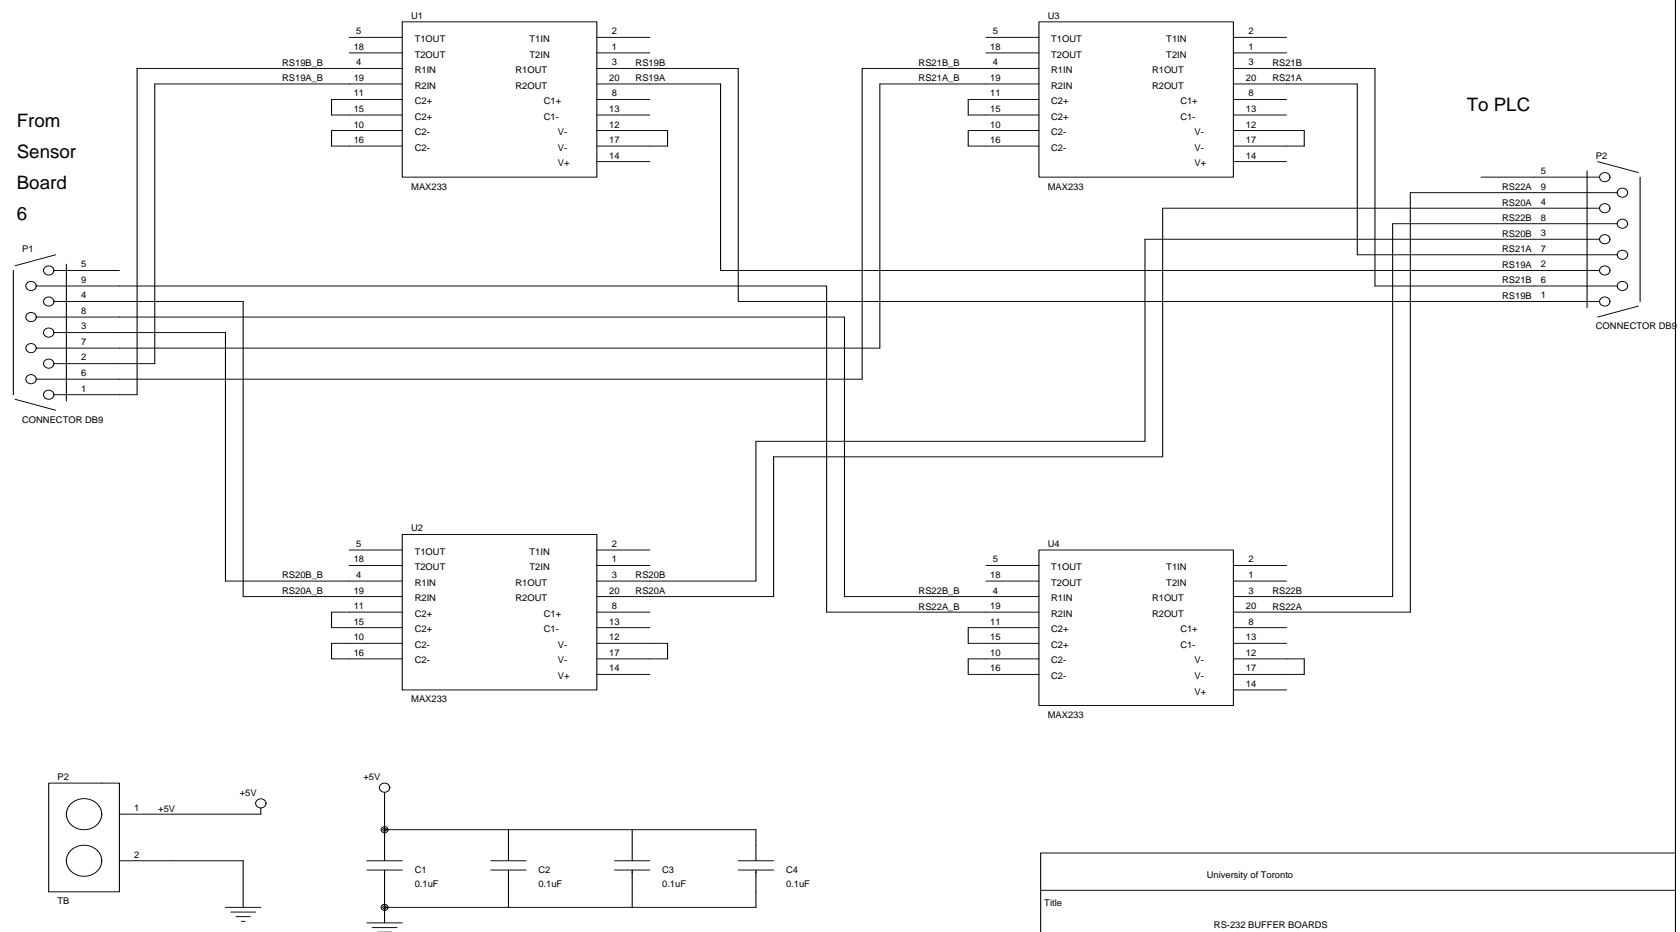 U1
5 T1OUT T1IN 2
18 T2OUT T2IN 1
RS19B_B 4 R1IN R1OUT 3 RS19B
RS19A_B 19 R2IN R2OUT 20 RS19A
11 C2+ C1+ 8
15 C2+ C1- 13
10 C2- V- 12
16 C2- V- 17
V+ 14
MAX233
U3
5 T1OUT T1IN 2
18 T2OUT T2IN 1
RS21B_B 4 R1IN R1OUT 3 RS21B
RS21A_B 19 R2IN R2OUT 20 RS21A
11 C2+ C1+ 8
15 C2+ C1- 13
10 C2- V- 12
16 C2- V- 17
V+ 14
MAX233
From
Sensor
Board
6
P1
5
9
4
8
3
7
2
6
1
CONNECTOR DB9
To PLC
P2
5
RS22A 9
RS20A 4
RS22B 8
RS20B 3
RS21A 7
RS19A 2
RS21B 6
RS19B 1
CONNECTOR DB9
U2
5 T1OUT T1IN 2
18 T2OUT T2IN 1
RS20B_B 4 R1IN R1OUT 3 RS20B
RS20A_B 19 R2IN R2OUT 20 RS20A
11 C2+ C1+ 8
15 C2+ C1- 13
10 C2- V- 12
16 C2- V- 17
V+ 14
MAX233
U4
5 T1OUT T1IN 2
18 T2OUT T2IN 1
RS22B_B 4 R1IN R1OUT 3 RS22B
RS22A_B 19 R2IN R2OUT 20 RS22A
11 C2+ C1+ 8
15 C2+ C1- 13
10 C2- V- 12
16 C2- V- 17
V+ 14
MAX233
P2
1 +5V +5V
2
TB
+5V
C1 C2 C3 C4
0.1uF 0.1uF 0.1uF 0.1uF
University of Toronto
Title
RS-232 BUFFER BOARDS